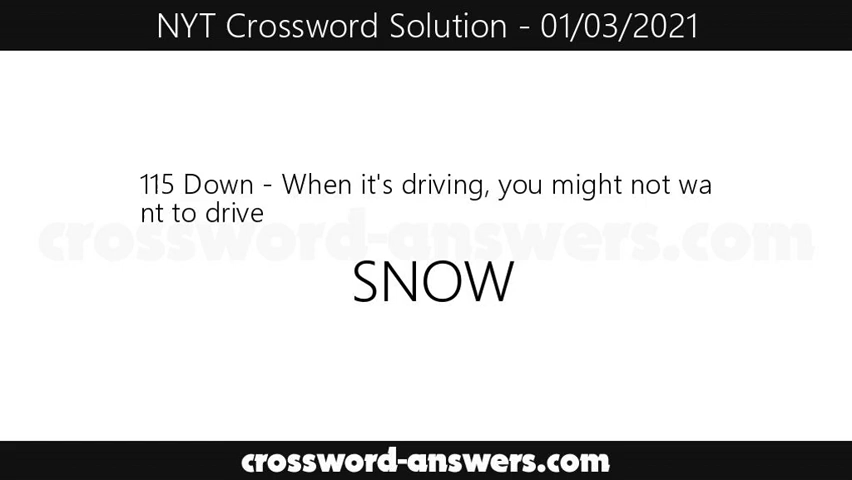 NYT Crossword Solution - 01/03/2021
115 Down - When it's driving, you might not wa
nt to drive
crossword-answers.com
SNOW
crossword-answers.com